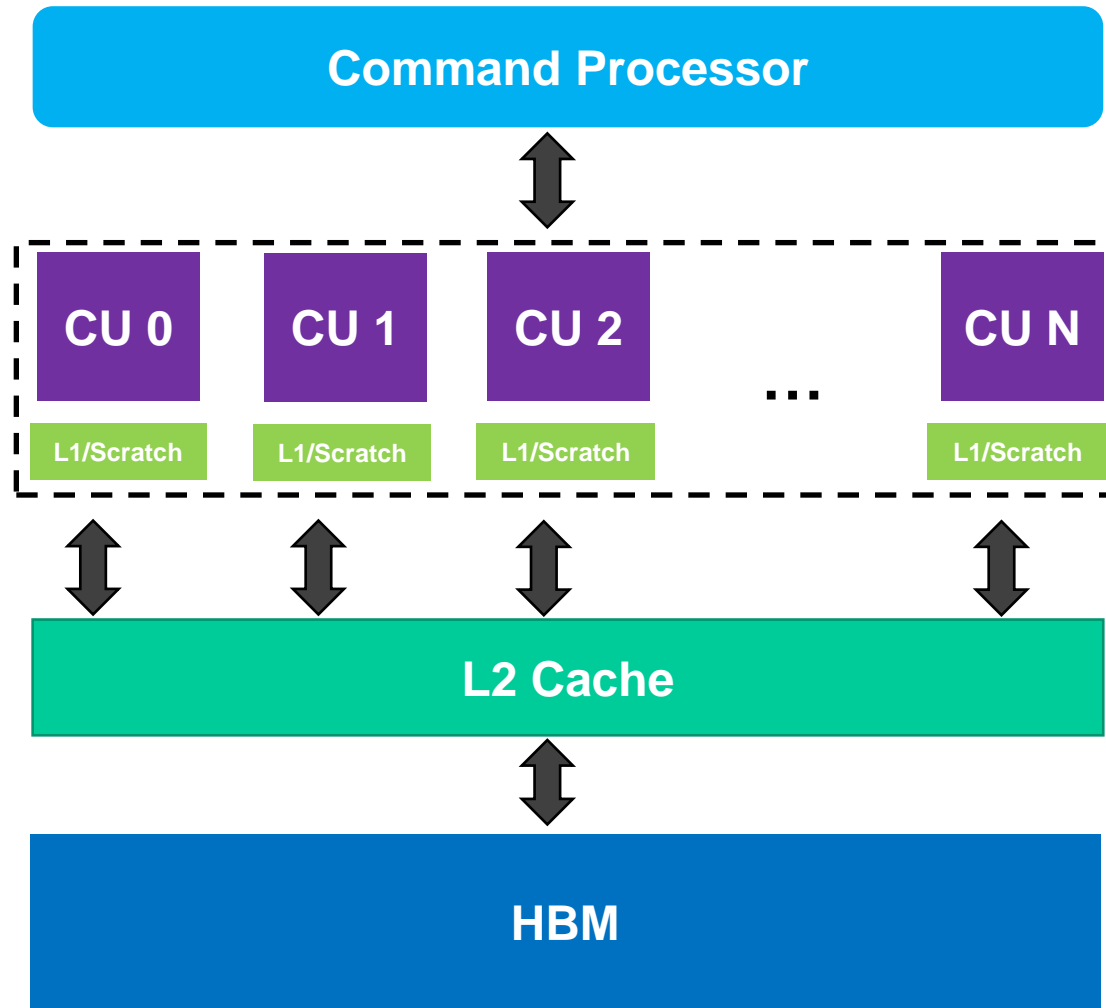 Command Processor
CU 0
CU 1
CU 2
...
CU N
L1/Scratch
L1/Scratch
L1/Scratch
L1/Scratch
L2 Cache
HBM